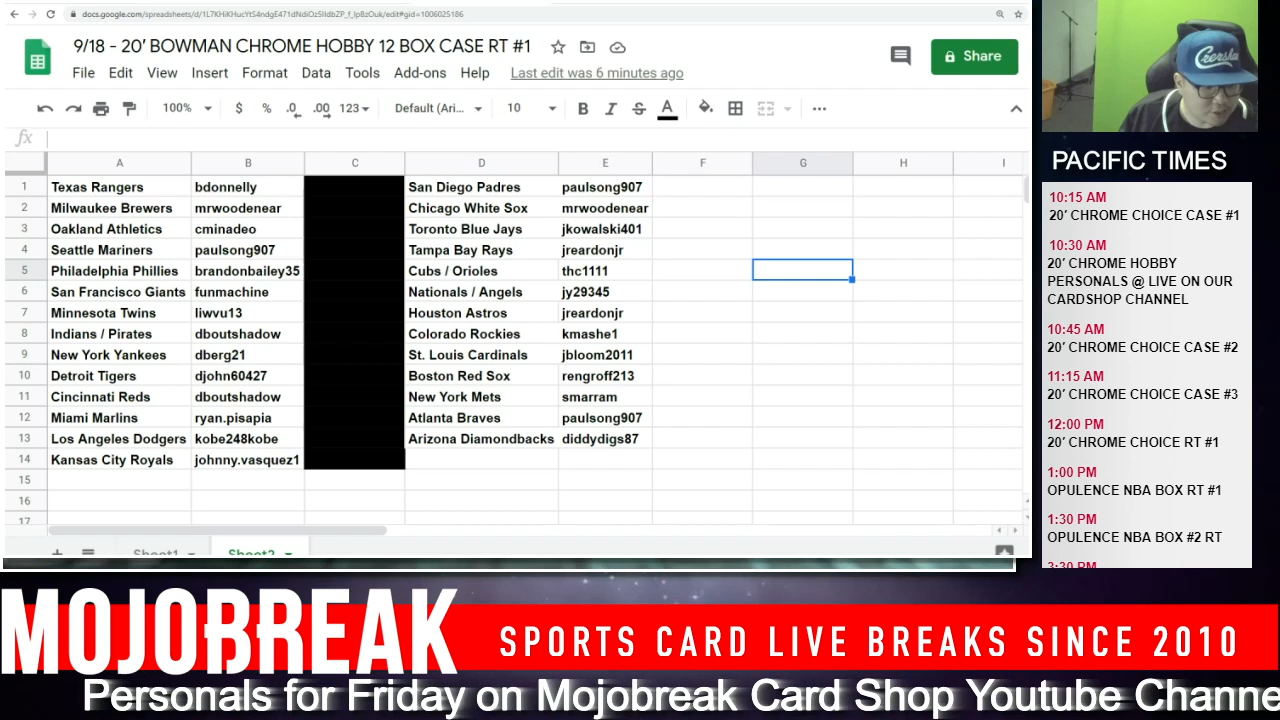 docs.google.com/spreadsheets/d/1L7KHiKHucYtS4ndgE471dNdiOz5lIdbZP_f_lp8zOuk/edit#gid=1006025186
9/18 - 20' BOWMAN CHROME HOBBY 12 BOX CASE RT #1
Share
File Edit View Insert Format Data Tools Add-ons Help Last edit was 6 minutes ago
100% $ % .0 .00 123 Default (Ari... 10 B I S A
fx
A B C D E F G H I
1 Texas Rangers bdonnelly San Diego Padres paulsong907
2 Milwaukee Brewers mrwoodenear Chicago White Sox mrwoodenear
3 Oakland Athletics cminadeo Toronto Blue Jays jkowalski401
4 Seattle Mariners paulsong907 Tampa Bay Rays jreardonjr
5 Philadelphia Phillies brandonbailey35 Cubs / Orioles thc1111
6 San Francisco Giants funmachine Nationals / Angels jy29345
7 Minnesota Twins liwvu13 Houston Astros jreardonjr
8 Indians / Pirates dboutshadow Colorado Rockies kmashe1
9 New York Yankees dberg21 St. Louis Cardinals jbloom2011
10 Detroit Tigers djohn60427 Boston Red Sox rengroff213
11 Cincinnati Reds dboutshadow New York Mets smarram
12 Miami Marlins ryan.pisapia Atlanta Braves paulsong907
13 Los Angeles Dodgers kobe248kobe Arizona Diamondbacks diddydigs87
14 Kansas City Royals johnny.vasquez1
15
16
17
Sheet1 Sheet2
PACIFIC TIMES
10:15 AM
20' CHROME CHOICE CASE #1
10:30 AM
20' CHROME HOBBY
PERSONALS @ LIVE ON OUR
CARDSHOP CHANNEL
10:45 AM
20' CHROME CHOICE CASE #2
11:15 AM
20' CHROME CHOICE CASE #3
12:00 PM
20' CHROME CHOICE RT #1
1:00 PM
OPULENCE NBA BOX RT #1
1:30 PM
OPULENCE NBA BOX #2 RT
3:30 PM
MOJOBREAK
SPORTS CARD LIVE BREAKS SINCE 2010
Personals for Friday on Mojobreak Card Shop Youtube Channe